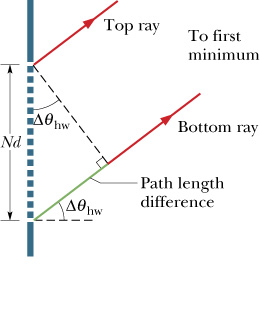 Top ray
To first
minimum
Δθhw
Nd
Bottom ray
Path length
difference
Δθhw